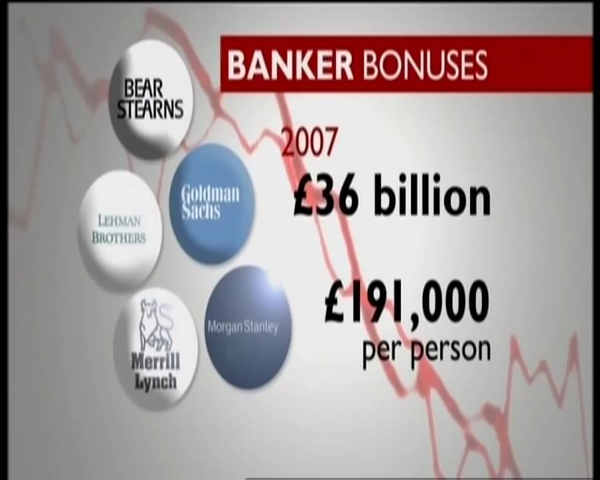 BANKER BONUSES
BEAR
STEARNS
Goldman
Sachs
LEHMAN
BROTHERS
Morgan Stanley
Merrill
Lynch
2007
£36 billion
£191,000
per person